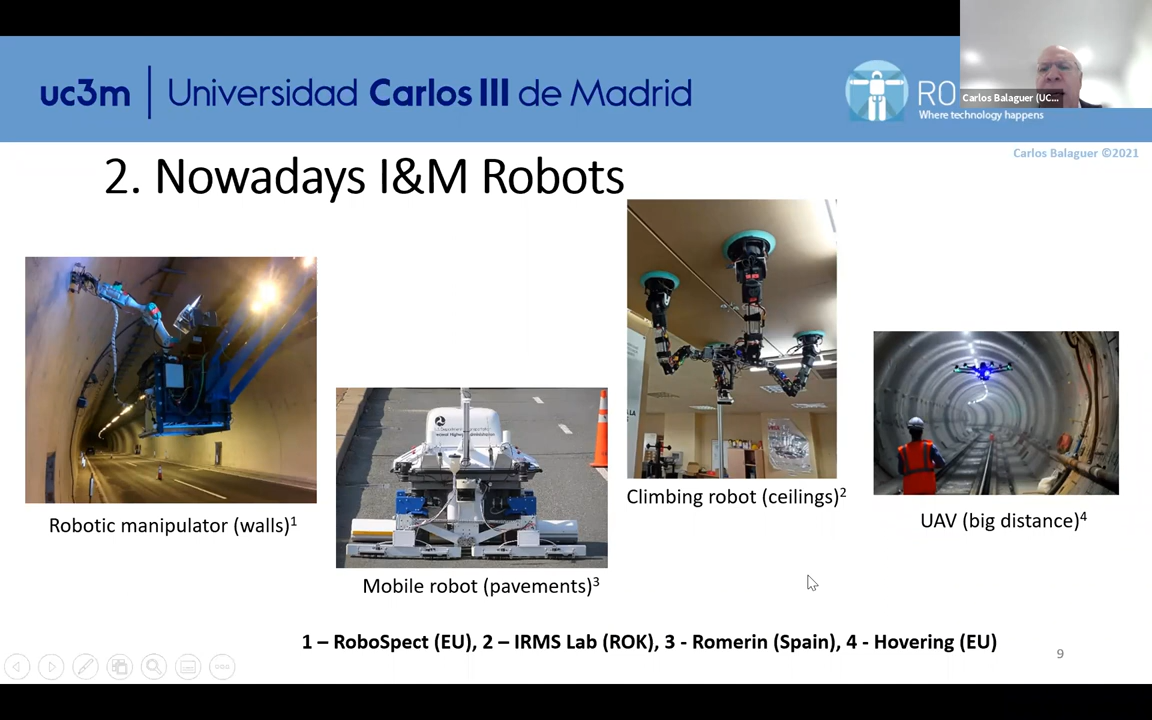 uc3m | Universidad Carlos III de Madrid
RO
Where technology happens
Carlos Balaguer (UC...
Carlos Balaguer ©2021
2. Nowadays I&M Robots
Robotic manipulator (walls)¹
Mobile robot (pavements)³
Climbing robot (ceilings)²
UAV (big distance)⁴
1 – RoboSpect (EU), 2 – IRMS Lab (ROK), 3 - Romerin (Spain), 4 - Hovering (EU)
9